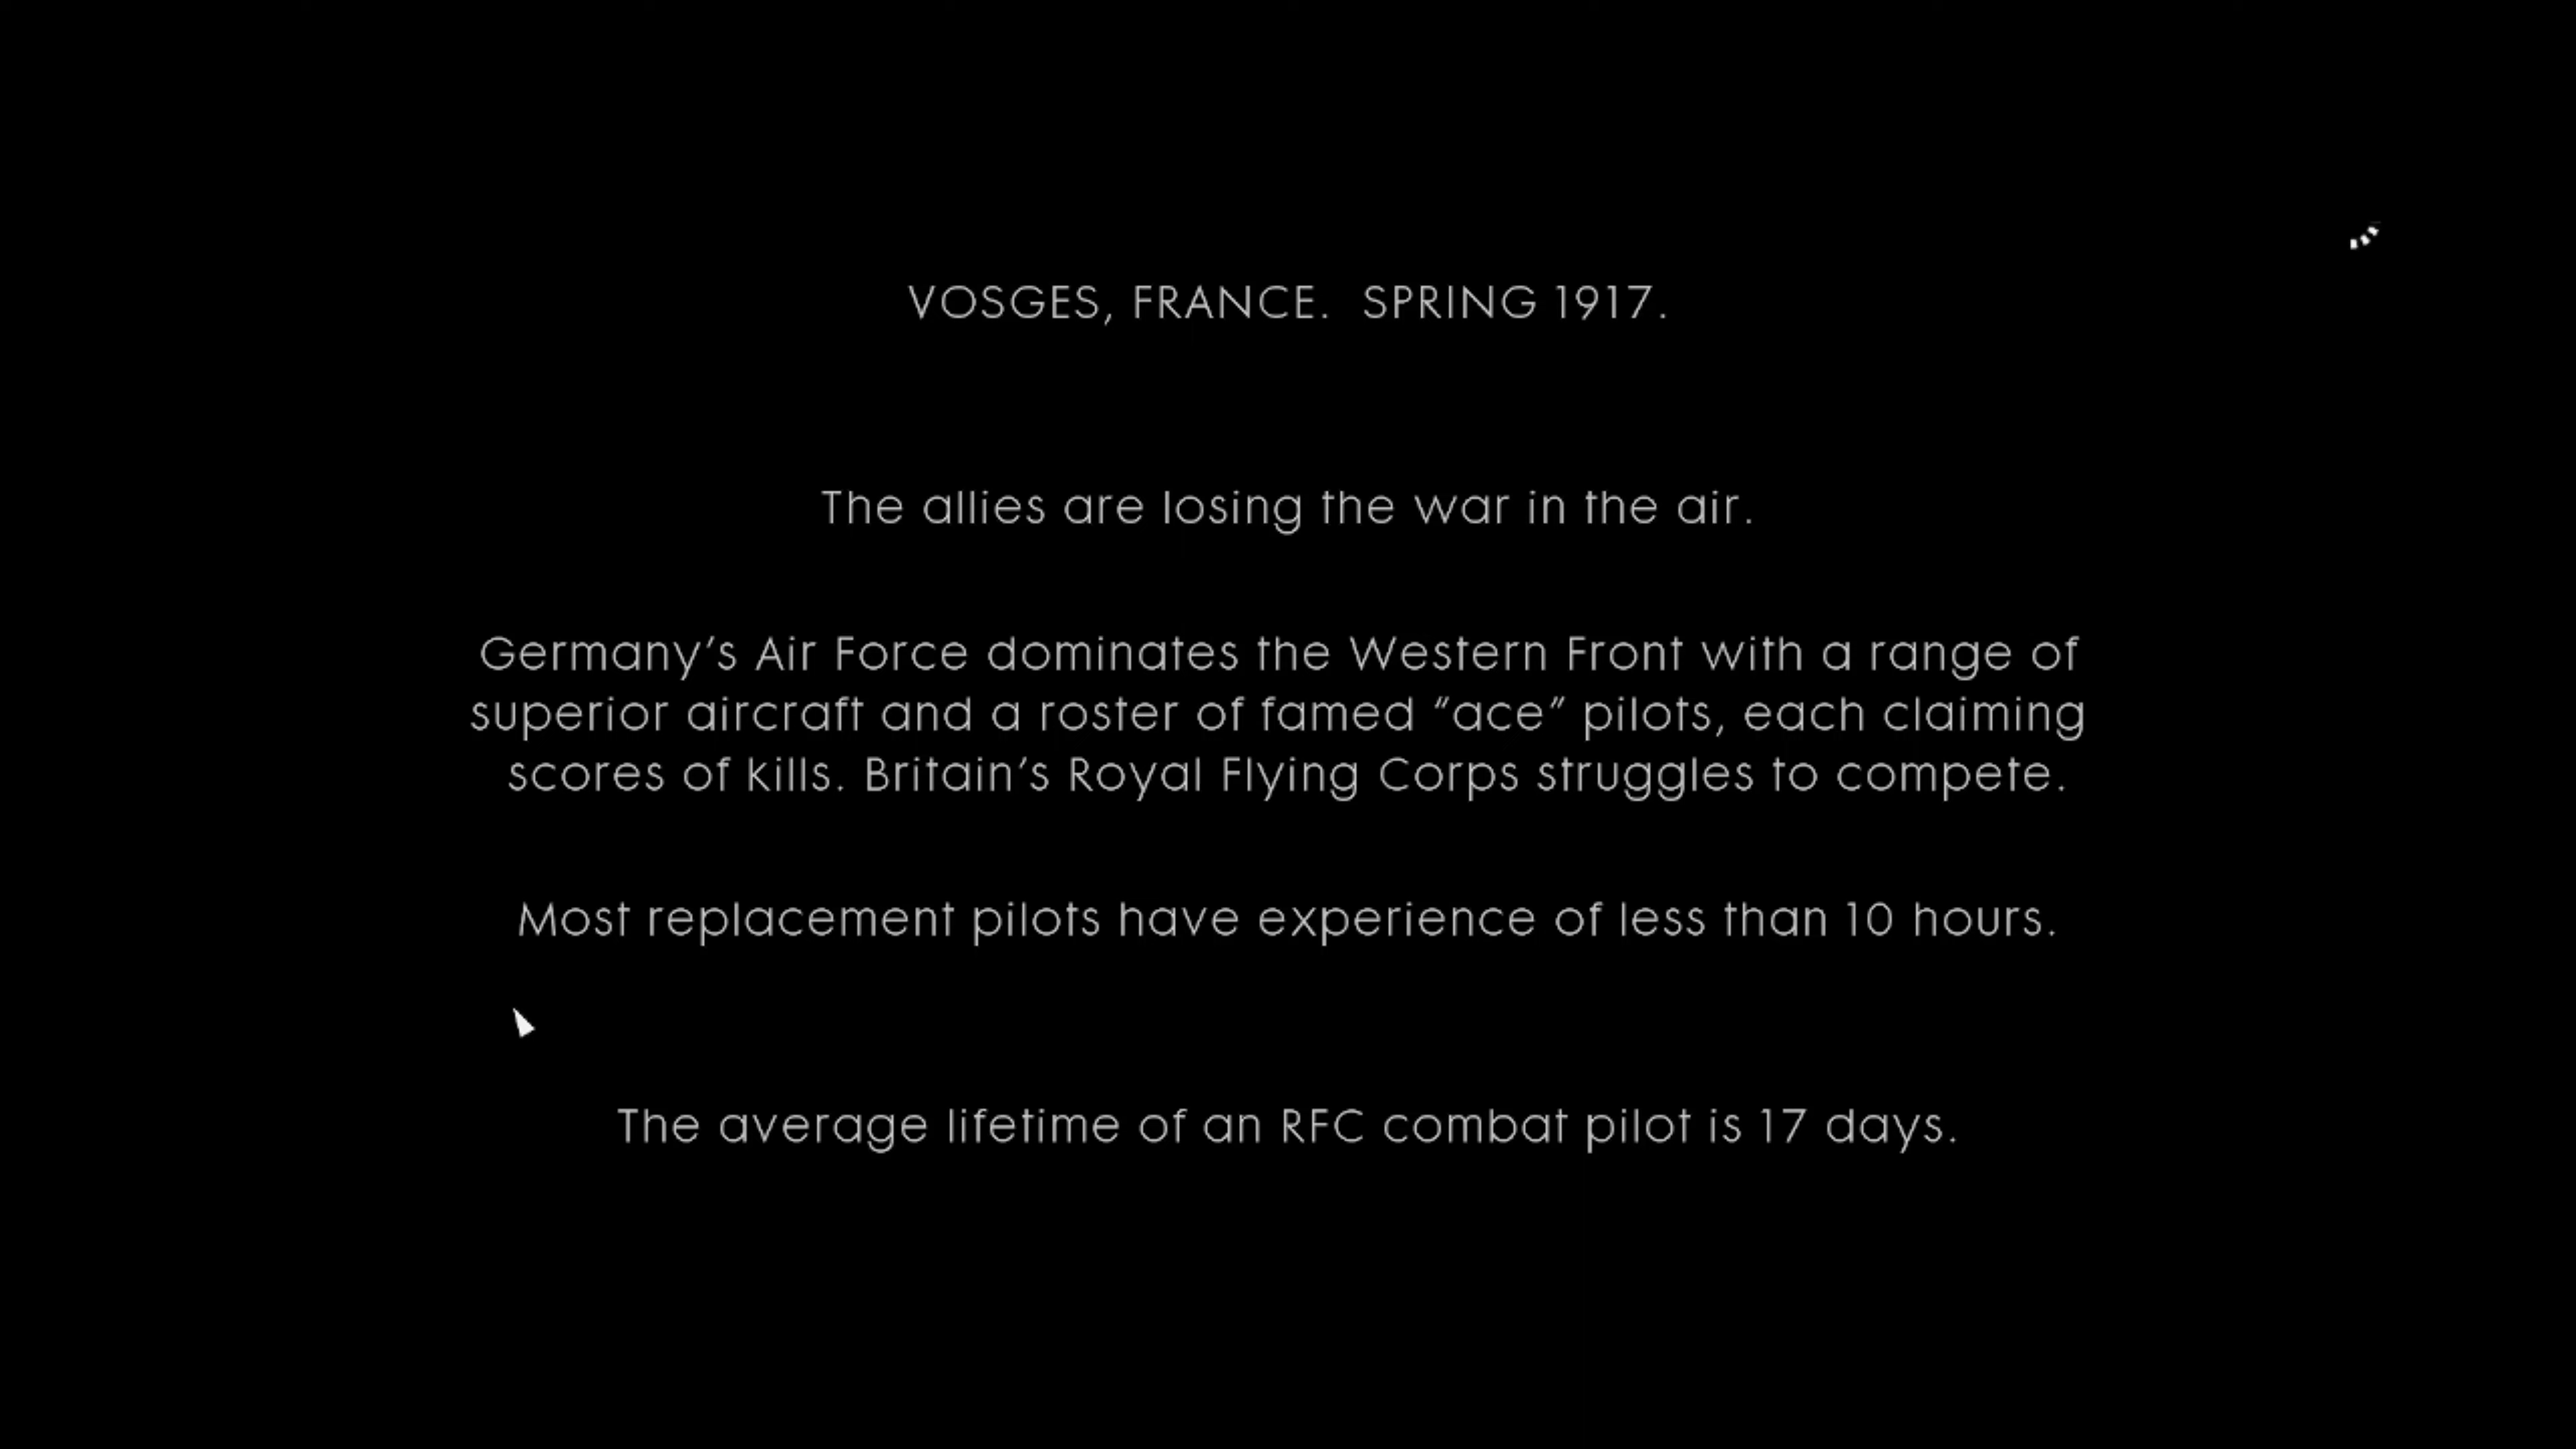 VOSGES, FRANCE. SPRING 1917.
The allies are losing the war in the air.
Germany’s Air Force dominates the Western Front with a range of
superior aircraft and a roster of famed “ace” pilots, each claiming
scores of kills. Britain’s Royal Flying Corps struggles to compete.
Most replacement pilots have experience of less than 10 hours.
The average lifetime of an RFC combat pilot is 17 days.